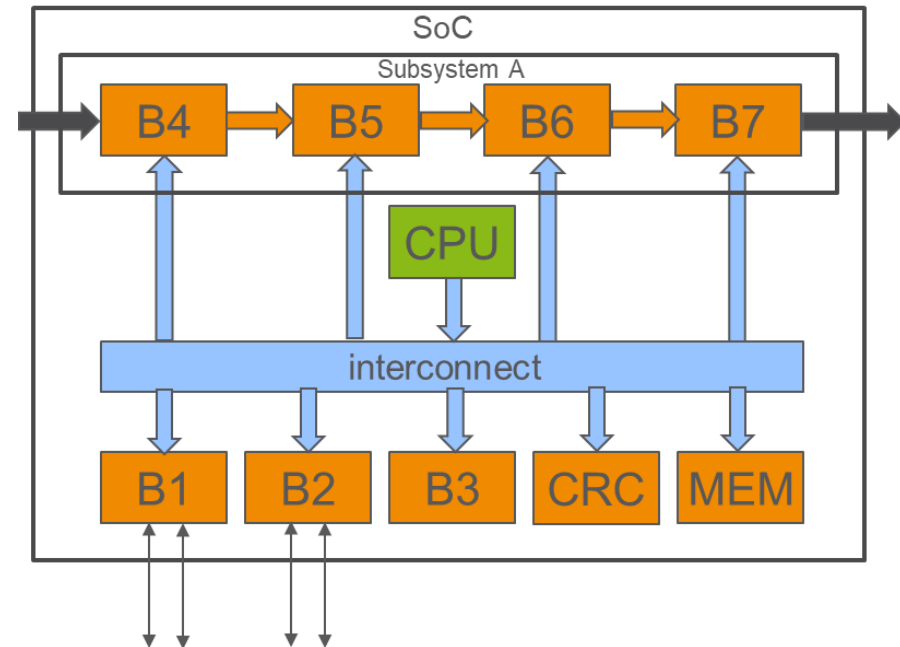 SoC
Subsystem A
B4 B5 B6 B7
CPU
interconnect
B1 B2 B3 CRC MEM